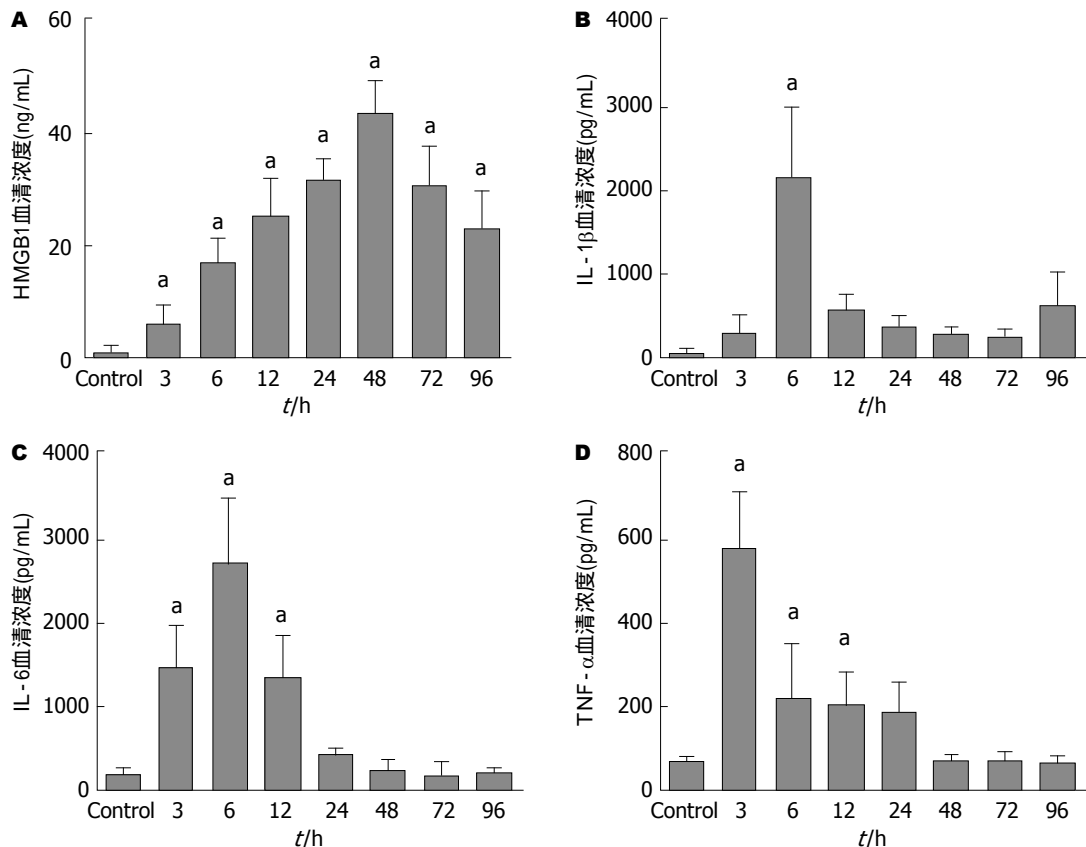 A
HMGB1血清浓度(ng/mL)
60
40
20
0
a
a
a
a
a
a
a
Control 3 6 12 24 48 72 96
t/h
B
IL-1β血清浓度(pg/mL)
4000
3000
2000
1000
0
a
Control 3 6 12 24 48 72 96
t/h
C
IL-6血清浓度(pg/mL)
4000
3000
2000
1000
0
a
a
a
Control 3 6 12 24 48 72 96
t/h
D
TNF-α血清浓度(pg/mL)
800
600
400
200
0
a
a
a
Control 3 6 12 24 48 72 96
t/h